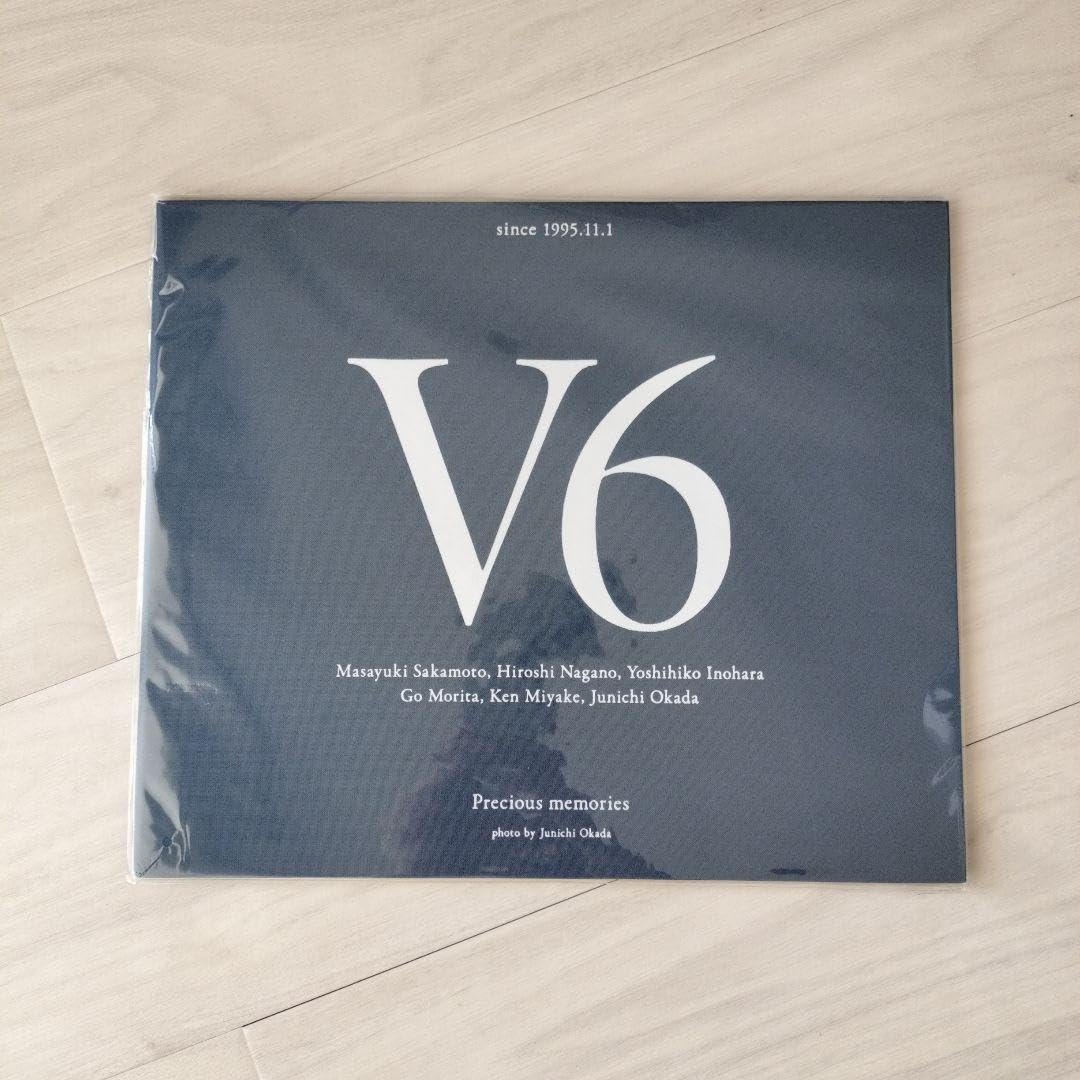 since 1995.11.1
V6
Masayuki Sakamoto, Hiroshi Nagano, Yoshihiko Inohara
Go Morita, Ken Miyake, Junichi Okada
Precious memories
photo by Junichi Okada